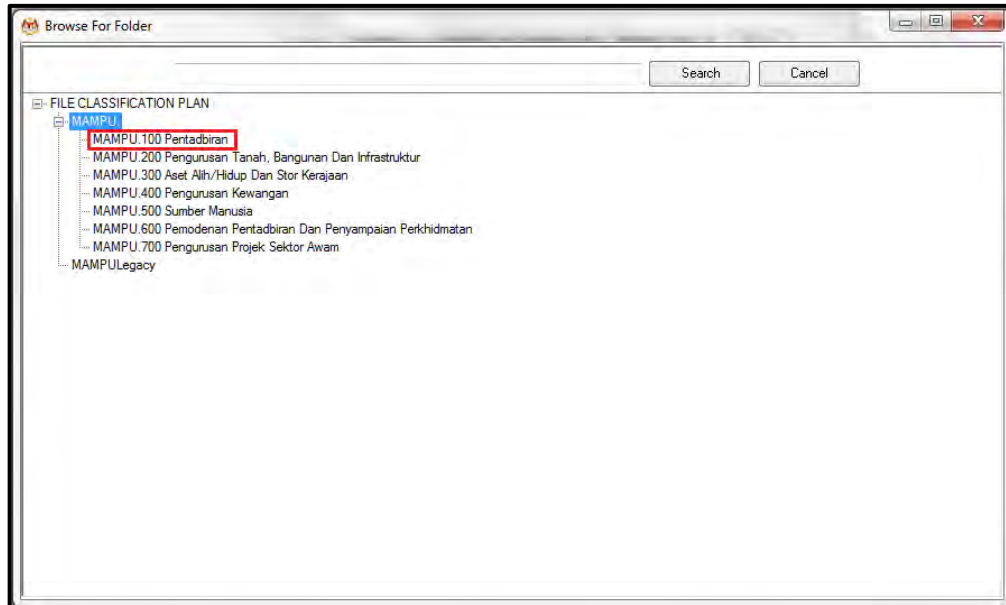 Browse For Folder
Search Cancel
FILE CLASSIFICATION PLAN
MAMPU.
MAMPU.100 Pentadbiran
MAMPU.200 Pengurusan Tanah, Bangunan Dan Infrastruktur
MAMPU.300 Aset Alih/Hidup Dan Stor Kerajaan
MAMPU.400 Pengurusan Kewangan
MAMPU.500 Sumber Manusia
MAMPU.600 Pemodenan Pentadbiran Dan Penyampaian Perkhidmatan
MAMPU.700 Pengurusan Projek Sektor Awam
MAMPULegacy